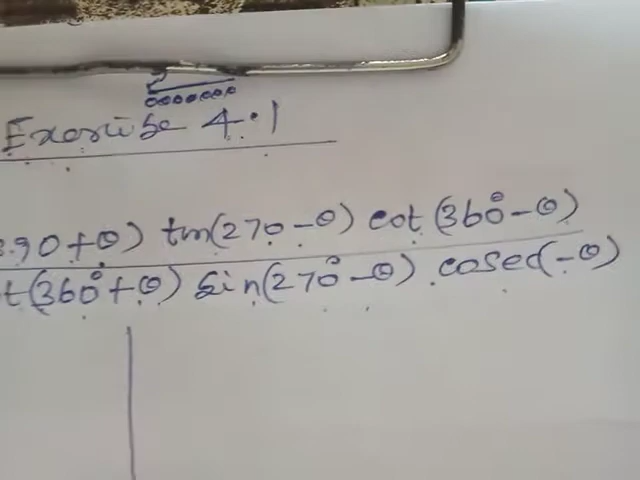 Exercise 4.1
90+θ) tan(270-θ) cot(360°-θ)
t(360°+θ) Sin(270°-θ) cosec(-θ)